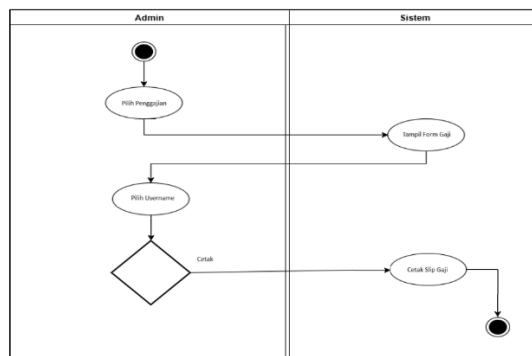 Admin
Sistem
Pilih Penggajian
Tampil Form Gaji
Pilih Username
Cetak
Cetak Slip Gaji